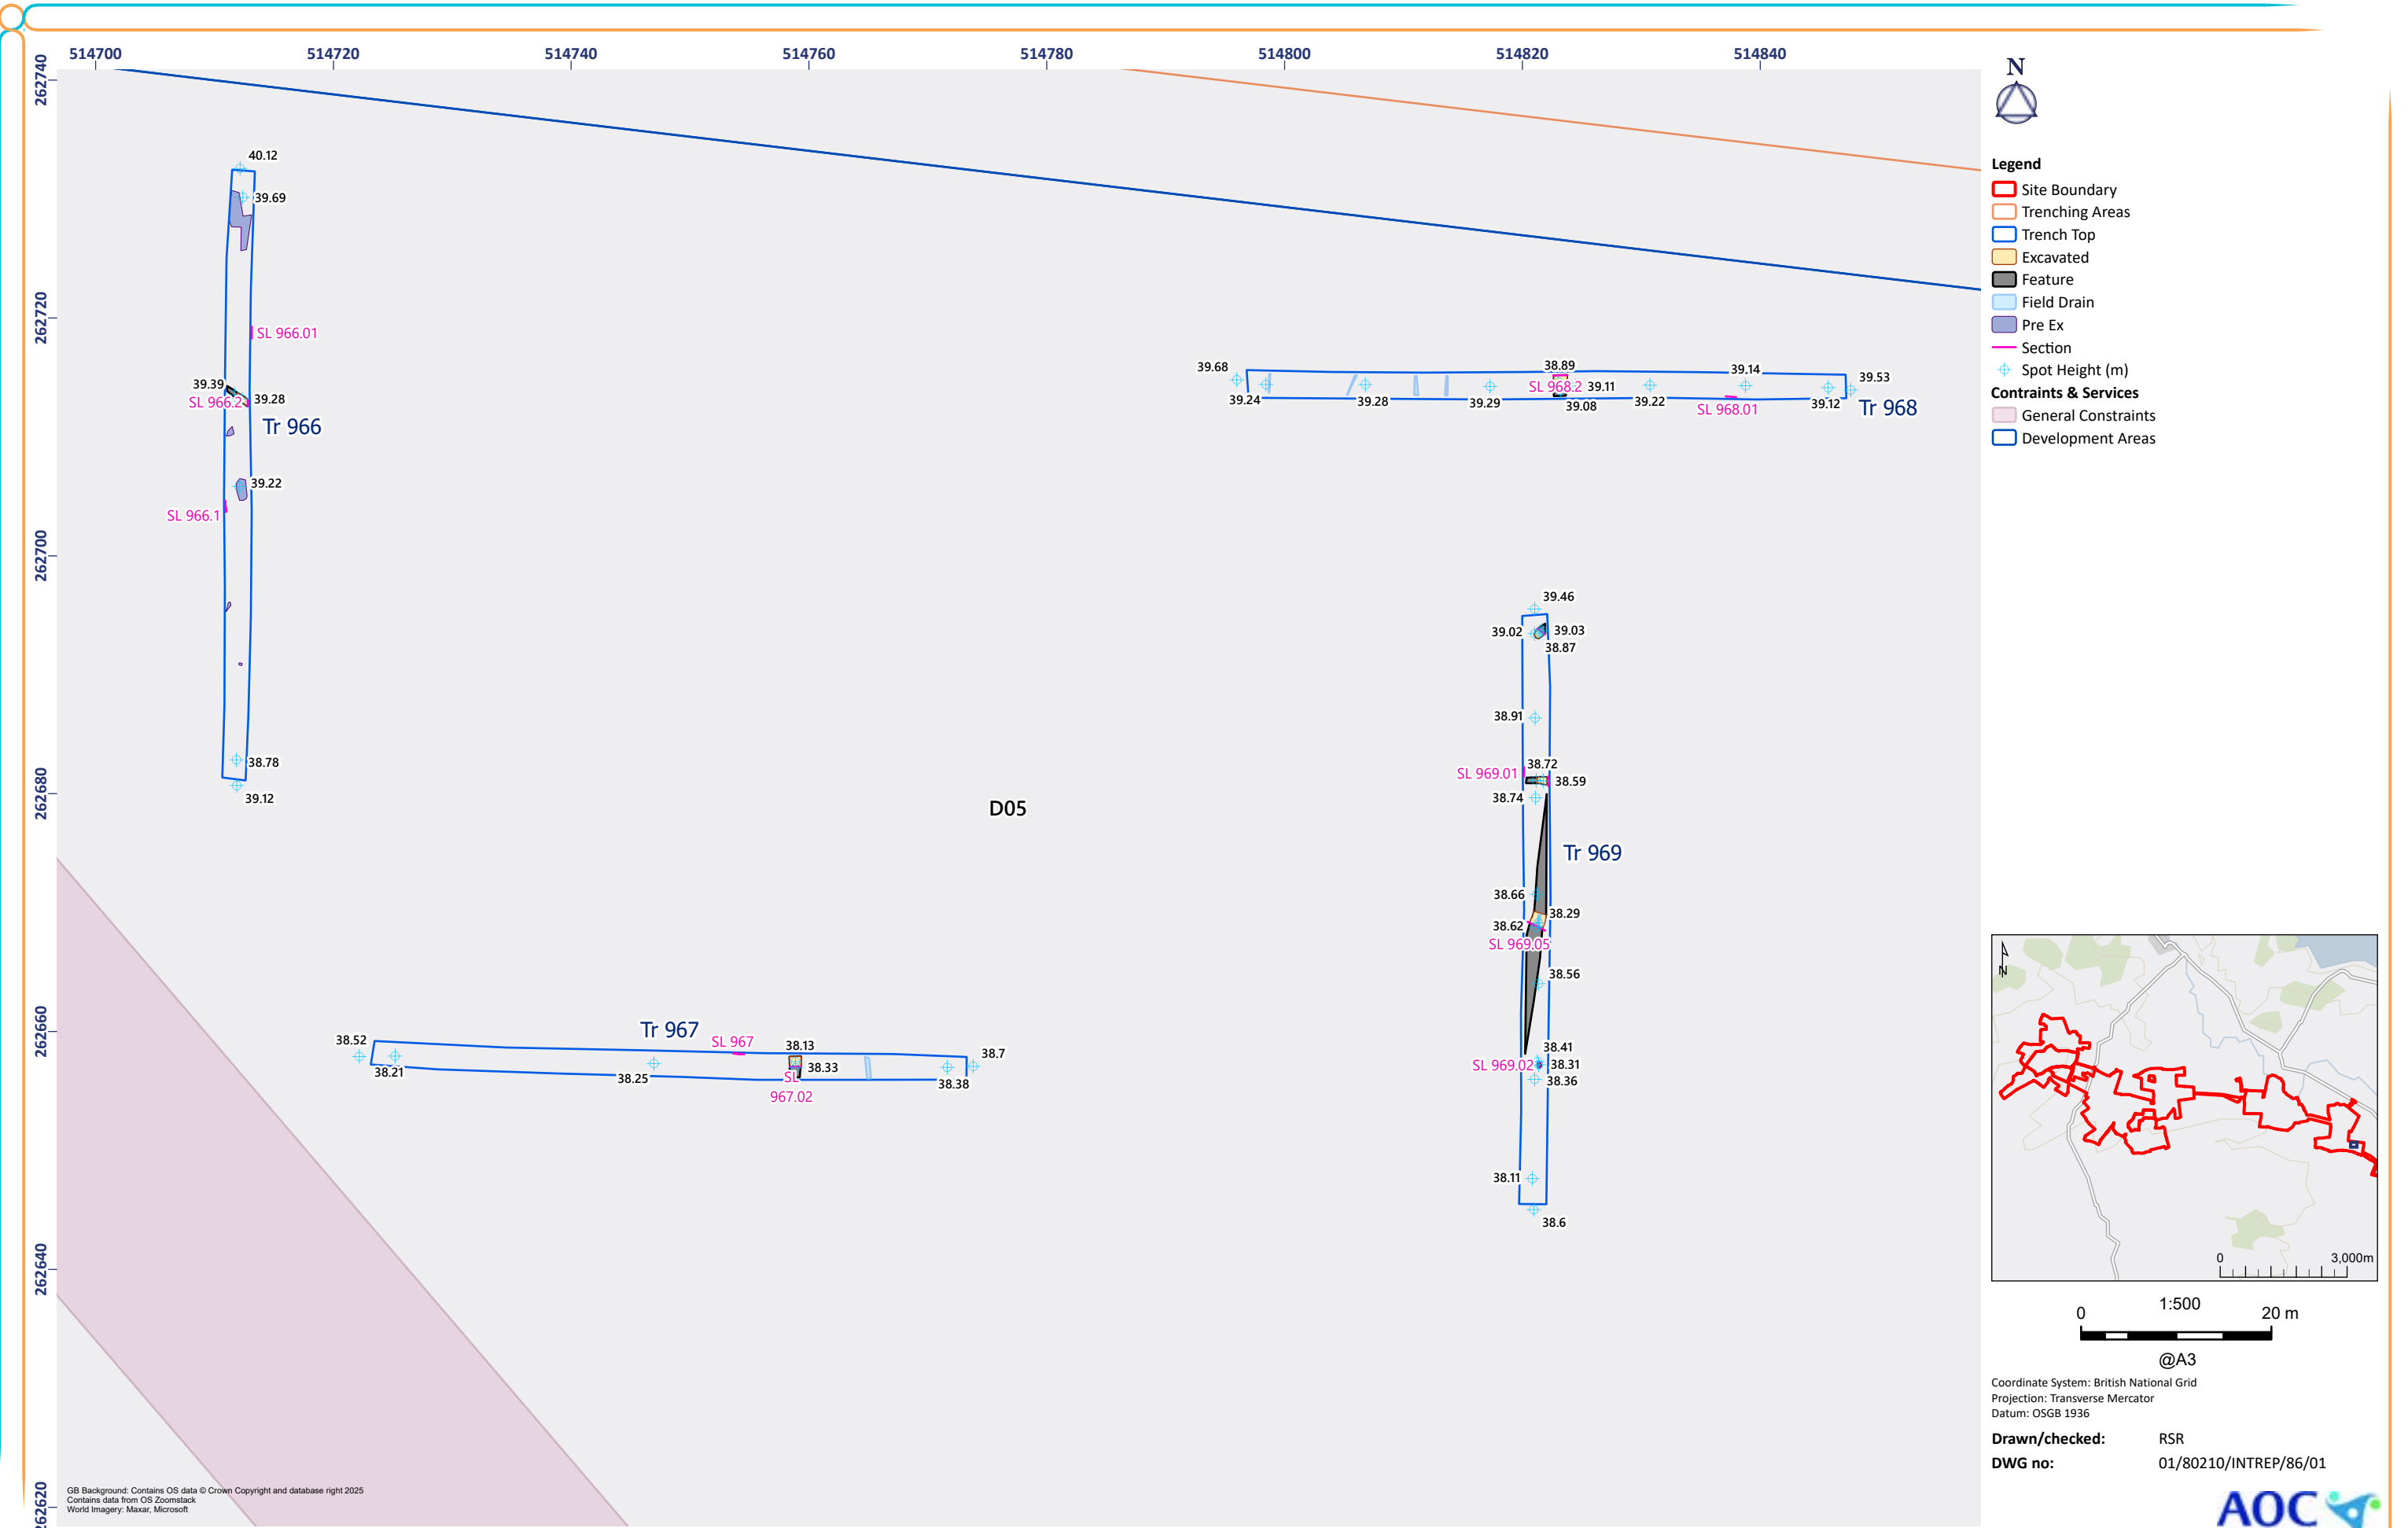 514700 514720 514740 514760 514780 514800 514820 514840
262740
262720
262700
262680
262660
262640
262620
40.12
39.69
SL 966.01
39.39
SL 966.2
39.28
Tr 966
39.22
SL 966.1
38.78
39.12
39.68
39.24
39.28
39.29
38.89
SL 968.2
39.11
39.08
39.22
39.14
SL 968.01
39.12
39.53
Tr 968
39.46
39.02
39.03
38.87
38.91
38.72
SL 969.01
38.59
38.74
Tr 969
38.66
38.29
38.62
SL 969.05
38.56
38.41
SL 969.02
38.31
38.36
38.11
38.6
D05
Tr 967
38.52
38.21
38.25
SL 967
38.13
38.33
SL
967.02
38.7
38.38
GB Background: Contains OS data © Crown Copyright and database right 2025
Contains data from OS Zoomstack
World Imagery: Maxar, Microsoft
N
Legend
Site Boundary
Trenching Areas
Trench Top
Excavated
Feature
Field Drain
Pre Ex
Section
Spot Height (m)
Contraints & Services
General Constraints
Development Areas
N
0 3,000m
1:500
0 20 m
@A3
Coordinate System: British National Grid
Projection: Transverse Mercator
Datum: OSGB 1936
Drawn/checked: RSR
DWG no: 01/80210/INTREP/86/01
AOC